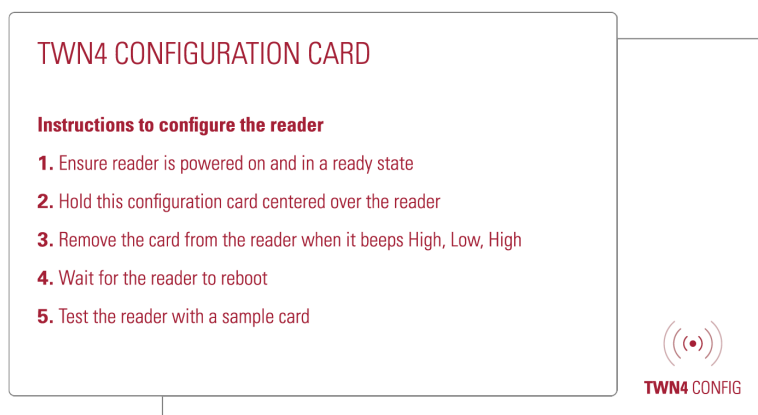 TWN4 CONFIGURATION CARD
Instructions to configure the reader
1. Ensure reader is powered on and in a ready state
2. Hold this configuration card centered over the reader
3. Remove the card from the reader when it beeps High, Low, High
4. Wait for the reader to reboot
5. Test the reader with a sample card
TWN4 CONFIG